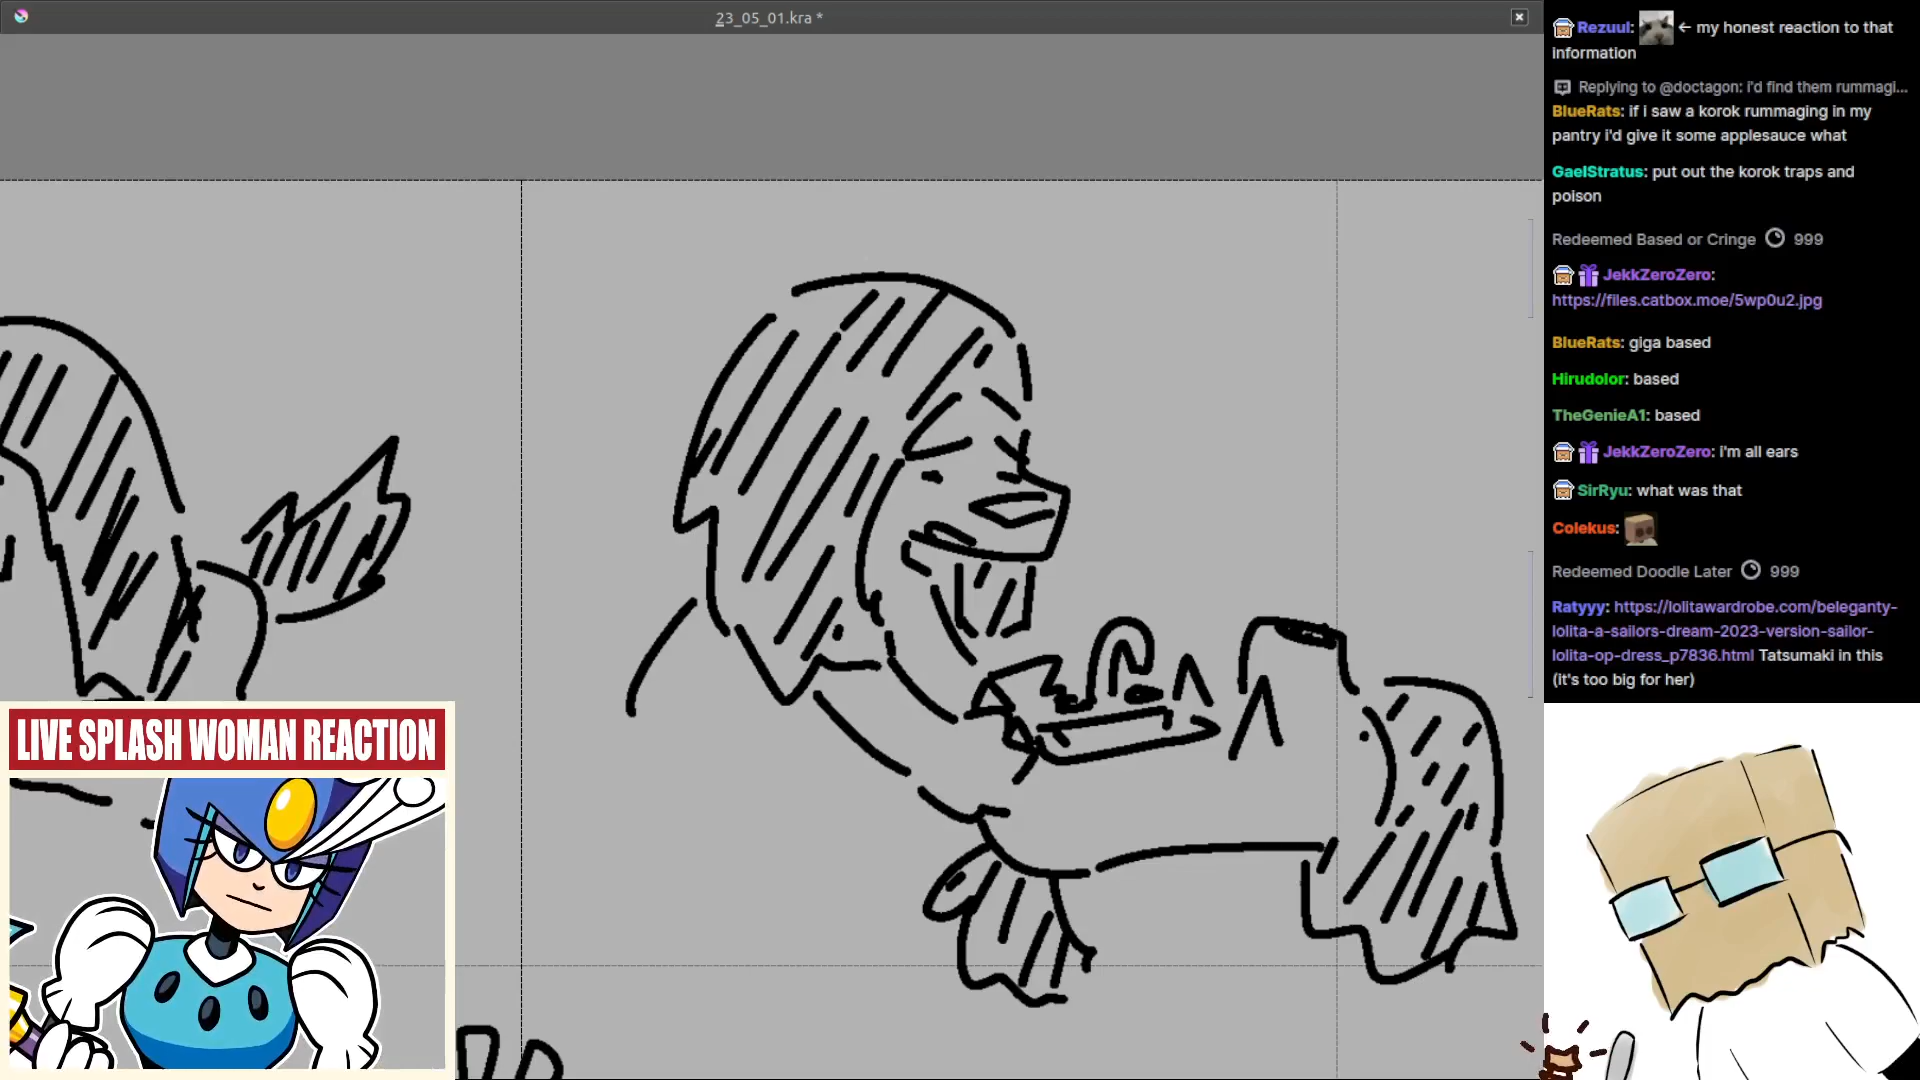 23_05_01.kra *
Rezuul: ← my honest reaction to that
information
Replying to @doctagon: i'd find them rummagi...
BlueRats: if i saw a korok rummaging in my
pantry i'd give it some applesauce what
GaelStratus: put out the korok traps and
poison
Redeemed Based or Cringe 999
JekkZeroZero:
https://files.catbox.moe/5wp0u2.jpg
BlueRats: giga based
Hirudolor: based
TheGenieA1: based
JekkZeroZero: i'm all ears
SirRyu: what was that
Colekus:
Redeemed Doodle Later 999
Ratyyy: https://lolitawardrobe.com/beleganty-
lolita-a-sailors-dream-2023-version-sailor-
lolita-op-dress_p7836.html Tatsumaki in this
(it's too big for her)
LIVE SPLASH WOMAN REACTION